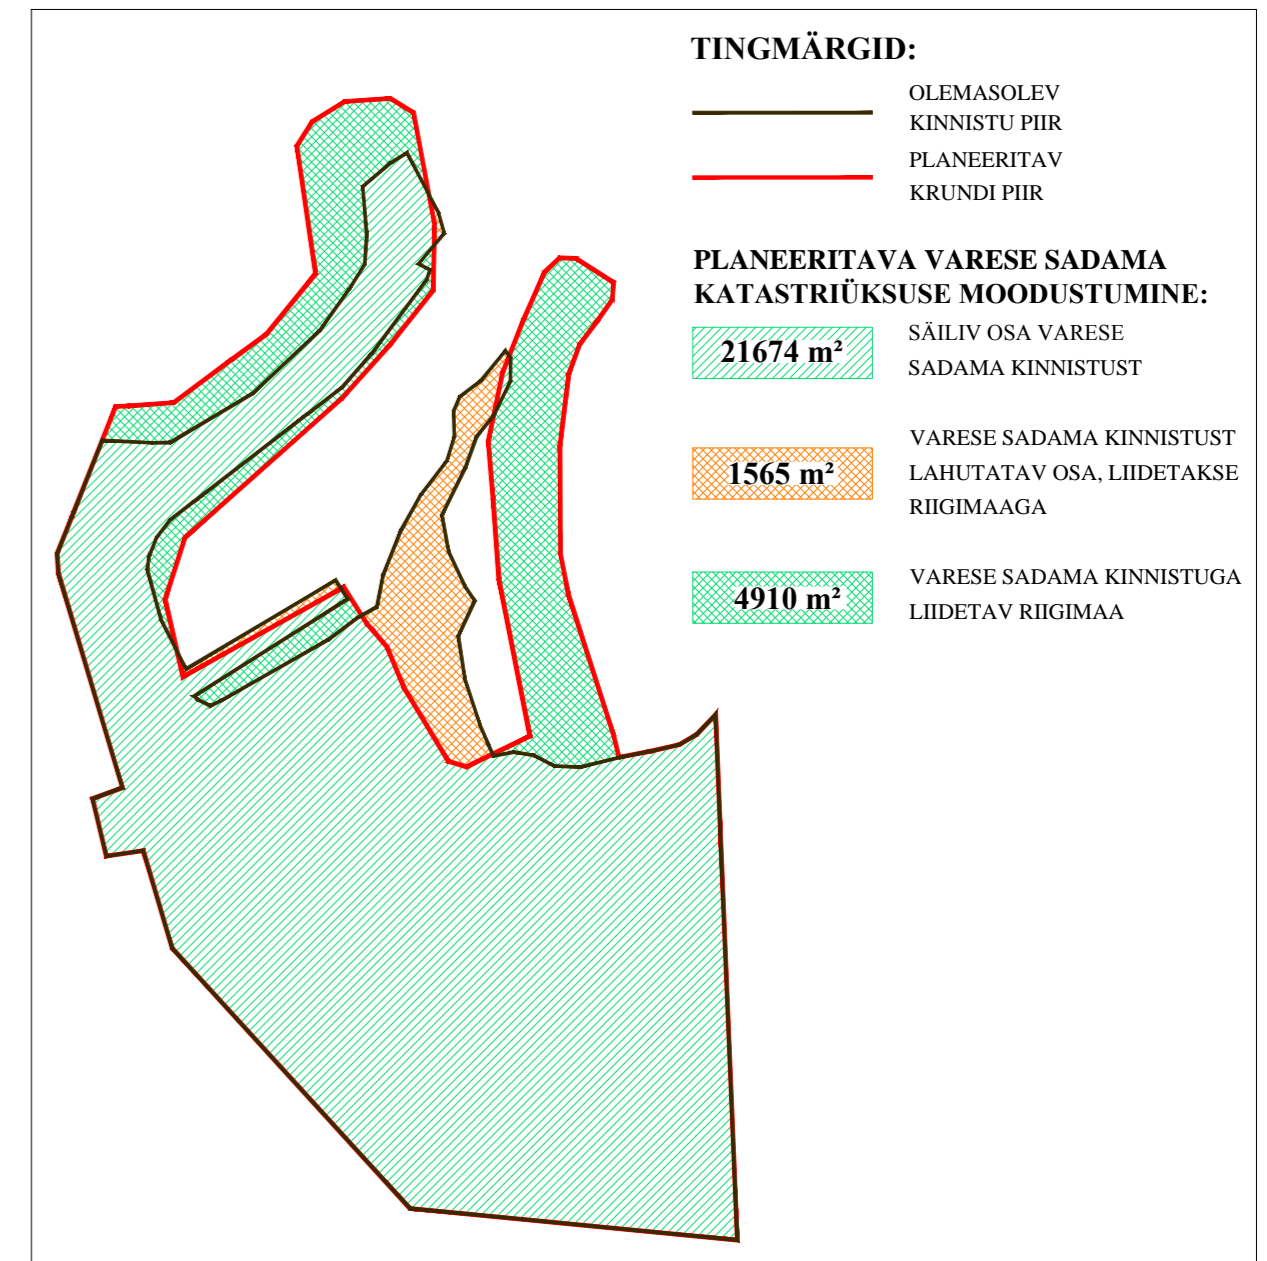 TINGMÄRGID:
OLEMASOLEV
KINNISTU PIIR
PLANEERITAV
KRUNDI PIIR
PLANEERITAVA VARESE SADAMA
KATASTRIÜKSUSE MOODUSTUMINE:
21674 m²
SÄILIV OSA VARESE
SADAMA KINNISTUST
1565 m²
VARESE SADAMA KINNISTUST
LAHUTATAV OSA, LIIDETAKSE
RIIGIMAAGA
4910 m²
VARESE SADAMA KINNISTUGA
LIIDETAV RIIGIMAA